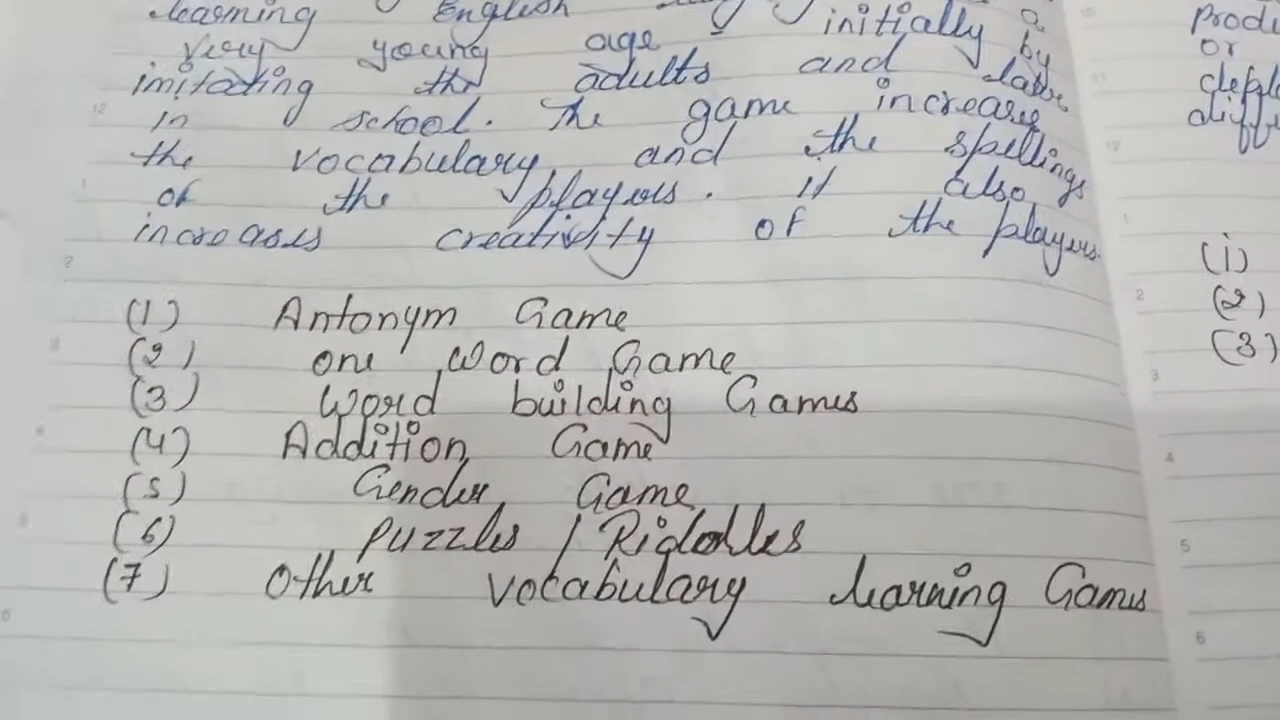 learning English initially a
very young age by
imitating the adults and later
in school. The game increases
the vocabulary and the spellings
of the players. It also
increases creativity of the players.
(1) Antonym Game
(2) one word Game
(3) Word building Games
(4) Addition Game
(5) Gender Game
(6) Puzzles / Riddles
(7) Other vocabulary learning Games
or
(i)
(2)
(3)